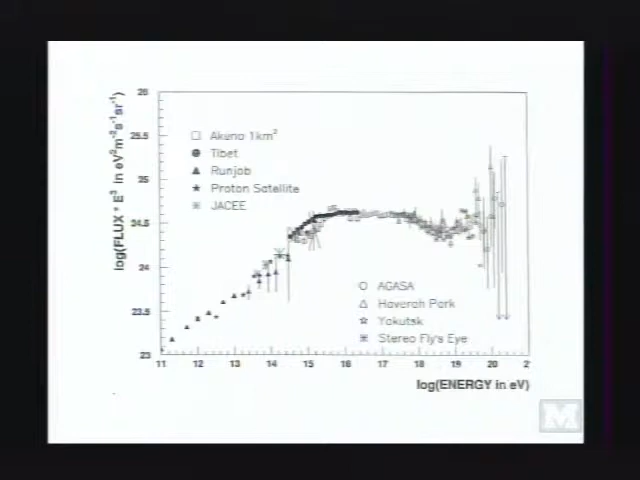 26
25.5
25
24.5
24
23.5
23
log(FLUX * E³ in eV²m⁻²s⁻¹sr⁻¹)
Akeno 1km²
Tibet
Runjob
Proton Satellite
JACEE
AGASA
Haverah Park
Yakutsk
Stereo Fly's Eye
11 12 13 14 15 16 17 18 19 20 2
log(ENERGY in eV)
M